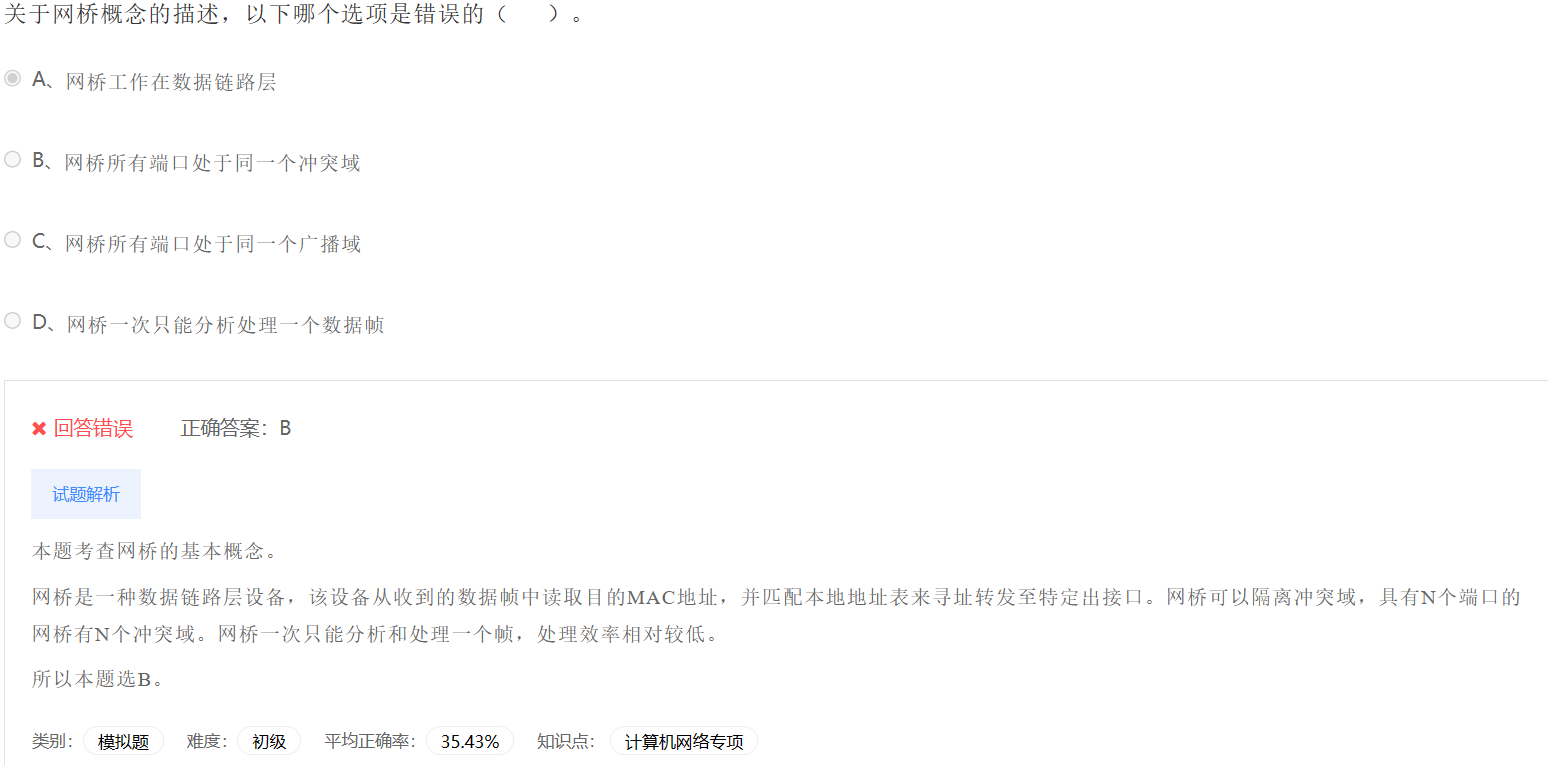 关于网桥概念的描述，以下哪个选项是错误的（　　）。
A、网桥工作在数据链路层
B、网桥所有端口处于同一个冲突域
C、网桥所有端口处于同一个广播域
D、网桥一次只能分析处理一个数据帧
✖ 回答错误 正确答案：B
试题解析
本题考查网桥的基本概念。
网桥是一种数据链路层设备，该设备从收到的数据帧中读取目的MAC地址，并匹配本地地址表来寻址转发至特定出接口。网桥可以隔离冲突域，具有N个端口的
网桥有N个冲突域。网桥一次只能分析和处理一个帧，处理效率相对较低。
所以本题选B。
类别： 模拟题 难度： 初级 平均正确率： 35.43% 知识点： 计算机网络专项